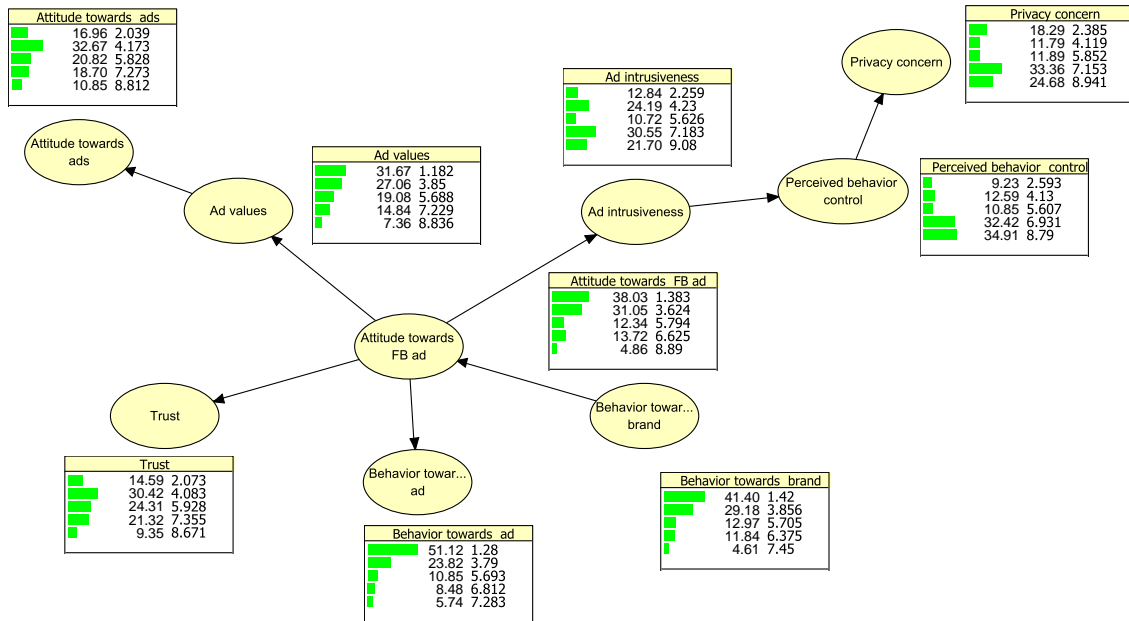 Attitude towards ads
16.96 2.039
32.67 4.173
20.82 5.828
18.70 7.273
10.85 8.812
Privacy concern
18.29 2.385
11.79 4.119
11.89 5.852
33.36 7.153
24.68 8.941
Privacy concern
Ad intrusiveness
12.84 2.259
24.19 4.23
10.72 5.626
30.55 7.183
21.70 9.08
Attitude towards
ads
Ad values
31.67 1.182
27.06 3.85
19.08 5.688
14.84 7.229
7.36 8.836
Perceived behavior control
9.23 2.593
12.59 4.13
10.85 5.607
32.42 6.931
34.91 8.79
Perceived behavior
control
Ad values
Ad intrusiveness
Attitude towards FB ad
38.03 1.383
31.05 3.624
12.34 5.794
13.72 6.625
4.86 8.89
Attitude towards
FB ad
Trust
Behavior towar...
brand
Trust
14.59 2.073
30.42 4.083
24.31 5.928
21.32 7.355
9.35 8.671
Behavior towar...
ad
Behavior towards brand
41.40 1.42
29.18 3.856
12.97 5.705
11.84 6.375
4.61 7.45
Behavior towards ad
51.12 1.28
23.82 3.79
10.85 5.693
8.48 6.812
5.74 7.283